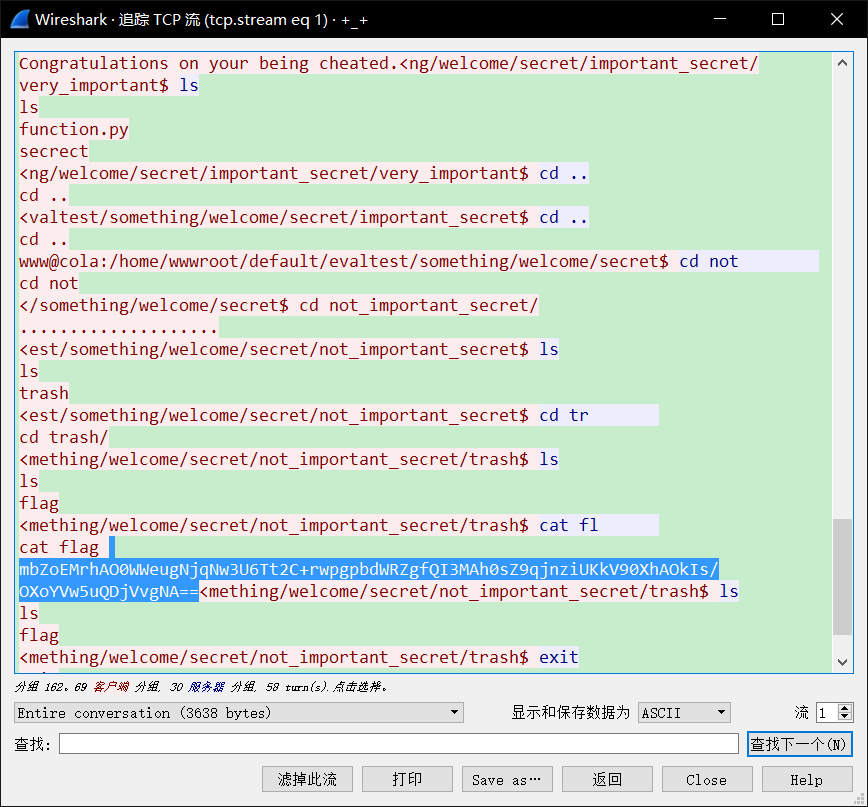 Wireshark · 追踪 TCP 流 (tcp.stream eq 1) · +_+
Congratulations on your being cheated.<ng/welcome/secret/important_secret/
very_important$ ls
ls
function.py
secrect
<ng/welcome/secret/important_secret/very_important$ cd ..
cd ..
<valtest/something/welcome/secret/important_secret$ cd ..
cd ..
www@cola:/home/wwwroot/default/evaltest/something/welcome/secret$ cd not
cd not
</something/welcome/secret$ cd not_important_secret/
....................
<est/something/welcome/secret/not_important_secret$ ls
ls
trash
<est/something/welcome/secret/not_important_secret$ cd tr
cd trash/
<mething/welcome/secret/not_important_secret/trash$ ls
ls
flag
<mething/welcome/secret/not_important_secret/trash$ cat fl
cat flag
mbZoEMrhAO0WWeugNjqNw3U6Tt2C+rwpgpbdWRZgfQI3MAh0sZ9qjnziUKkV90XhAOkIs/
OXoYVw5uQDjVvgNA==<mething/welcome/secret/not_important_secret/trash$ ls
ls
flag
<mething/welcome/secret/not_important_secret/trash$ exit
分组 162。69 客户端 分组, 30 服务器 分组, 59 turn(s).点击选择。
Entire conversation (3638 bytes) 显示和保存数据为 ASCII 流 1
查找: 查找下一个(N)
滤掉此流 打印 Save as… 返回 Close Help